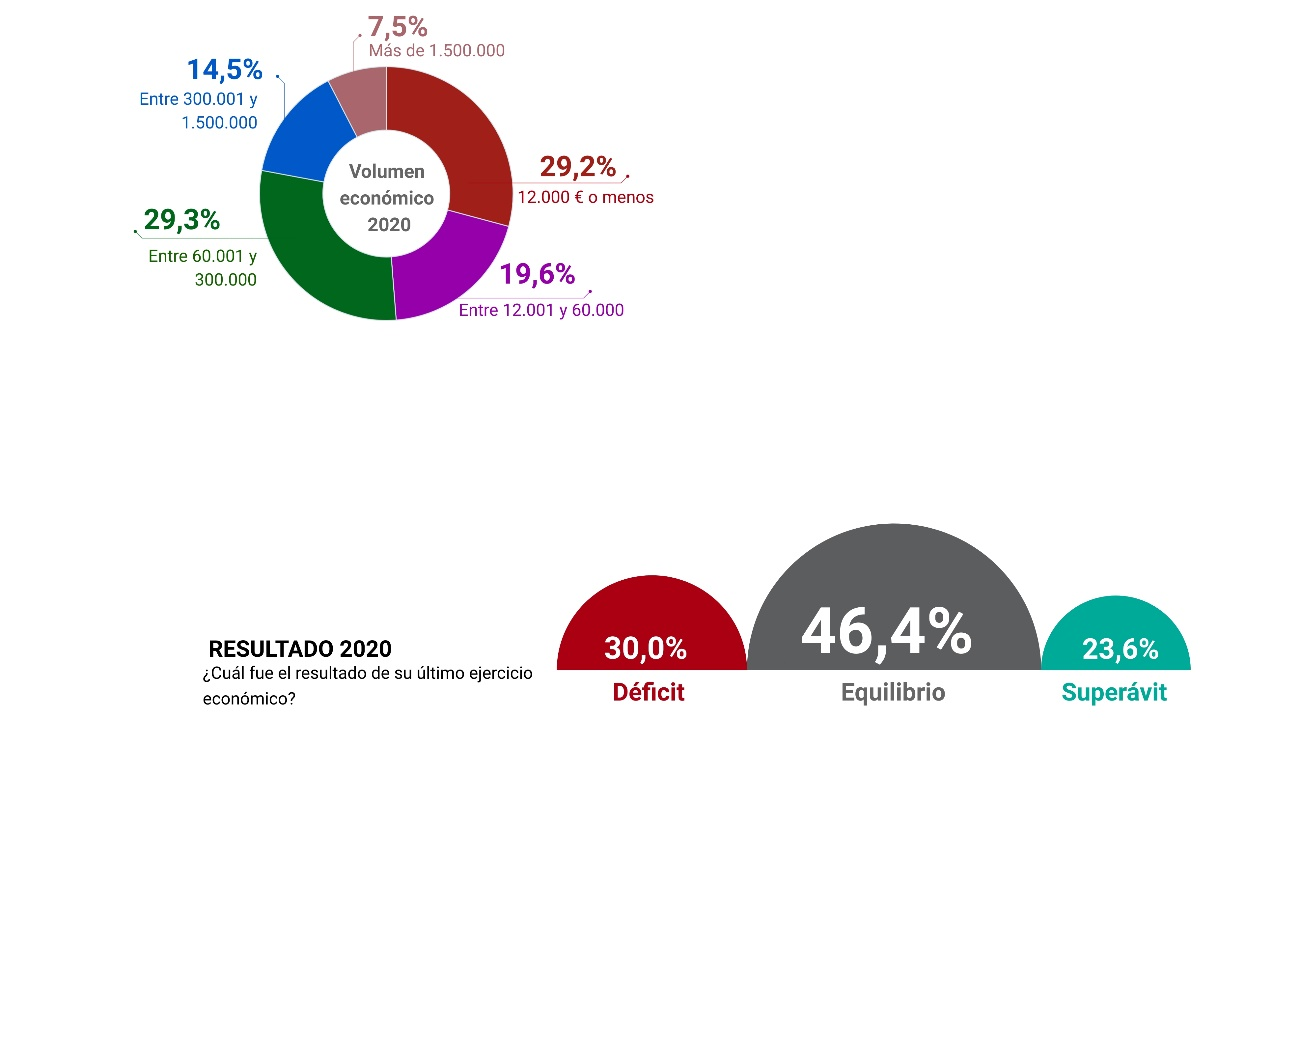 7,5%
Más de 1.500.000
14,5%
Entre 300.001 y
1.500.000
Volumen
económico
2020
29,2%
12.000 € o menos
29,3%
Entre 60.001 y
300.000
19,6%
Entre 12.001 y 60.000
RESULTADO 2020
¿Cuál fue el resultado de su último ejercicio
económico?
30,0%
Déficit
46,4%
Equilibrio
23,6%
Superávit